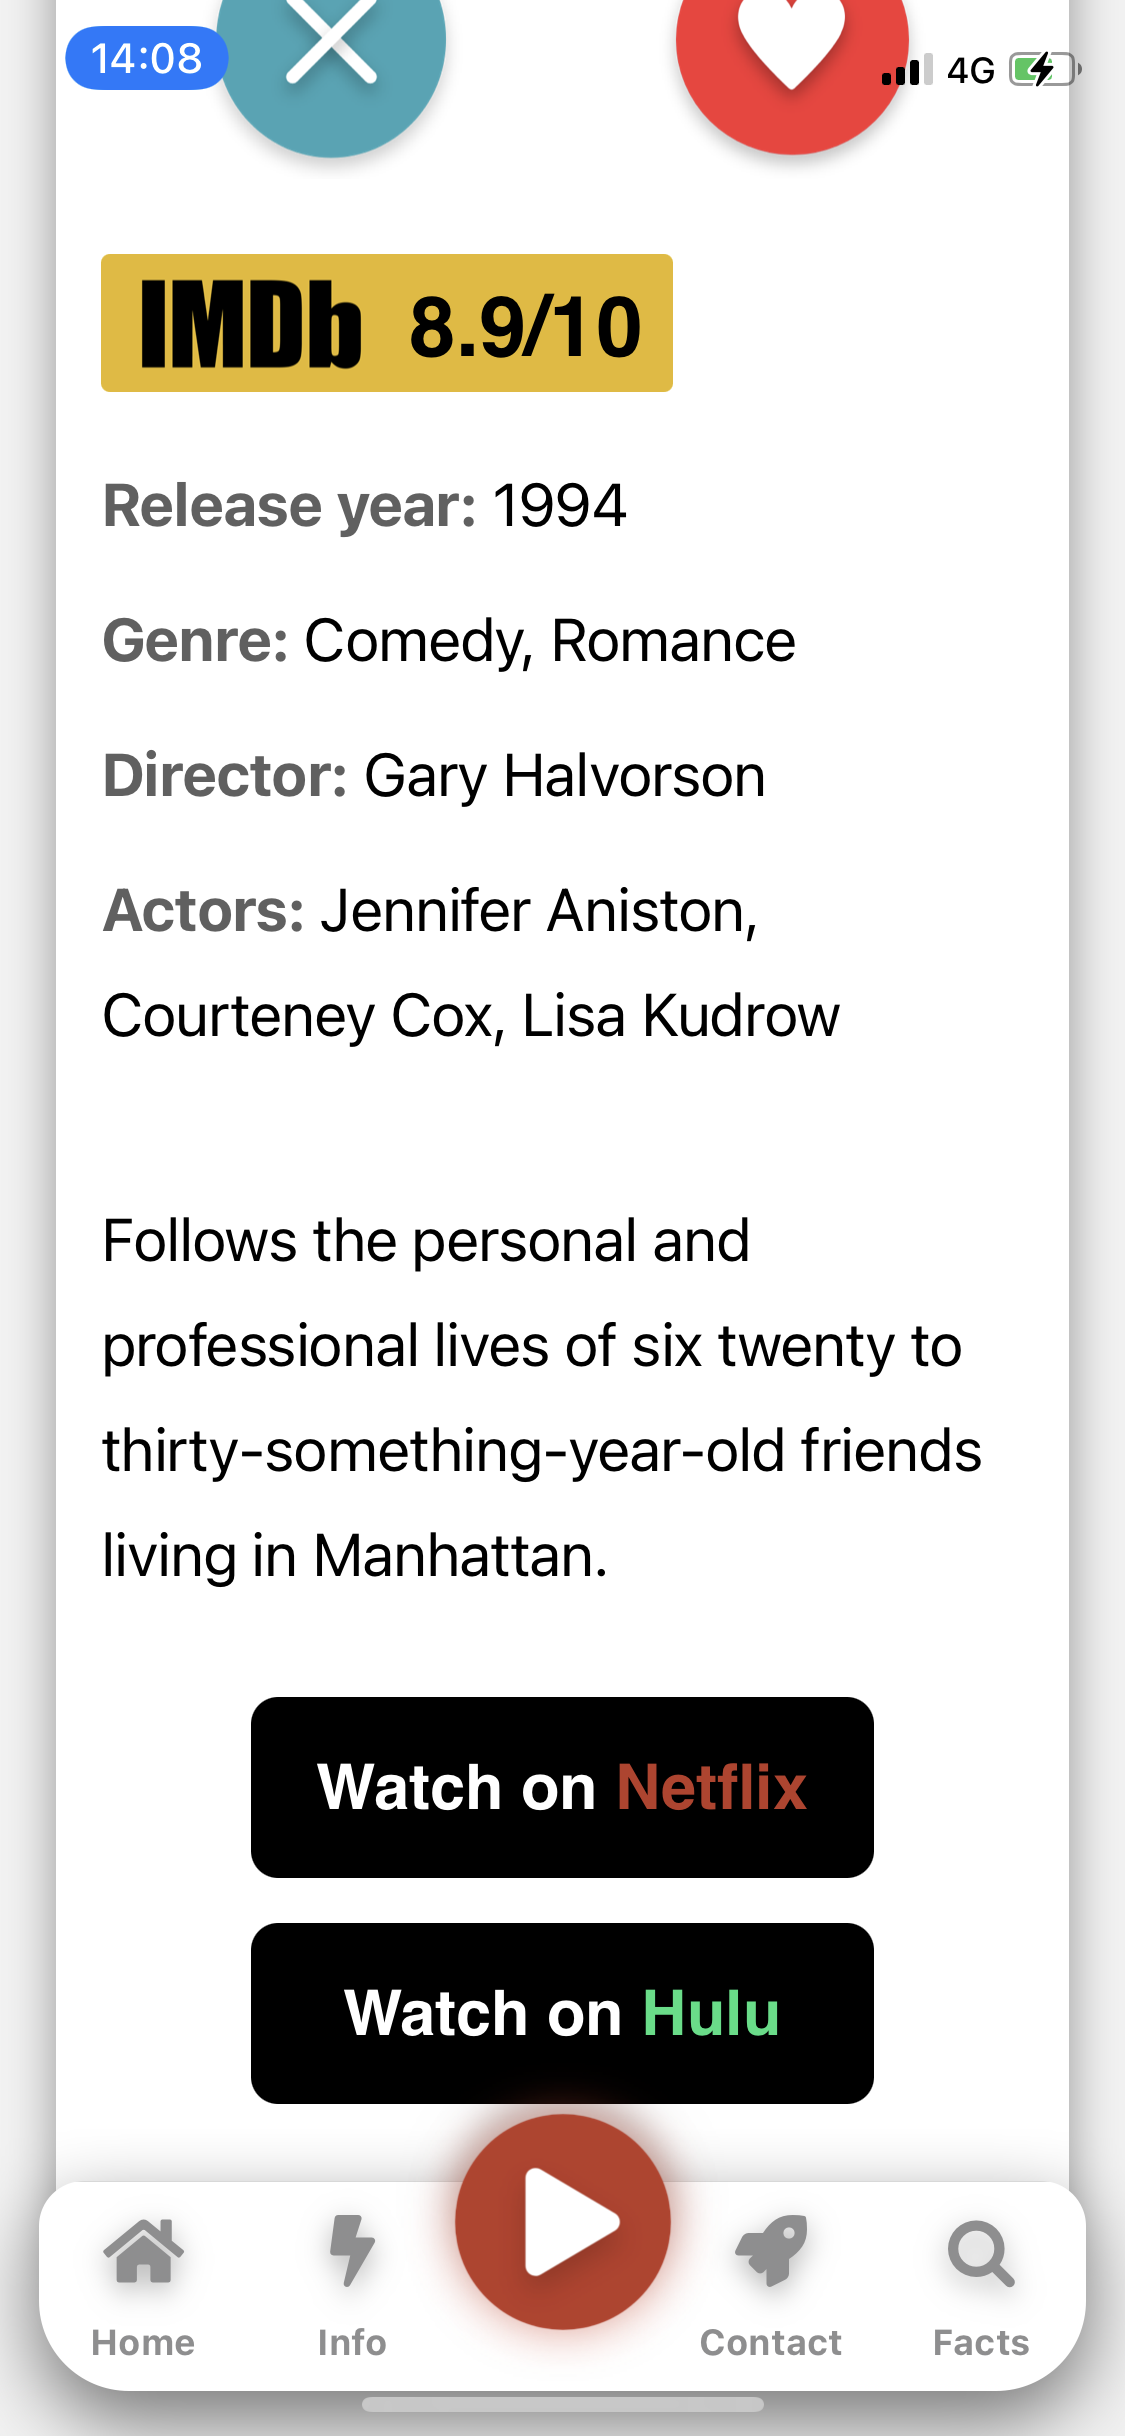 14:08
4G
IMDb 8.9/10
Release year: 1994
Genre: Comedy, Romance
Director: Gary Halvorson
Actors: Jennifer Aniston,
Courteney Cox, Lisa Kudrow
Follows the personal and
professional lives of six twenty to
thirty-something-year-old friends
living in Manhattan.
Watch on Netflix
Watch on Hulu
Home
Info
Contact
Facts